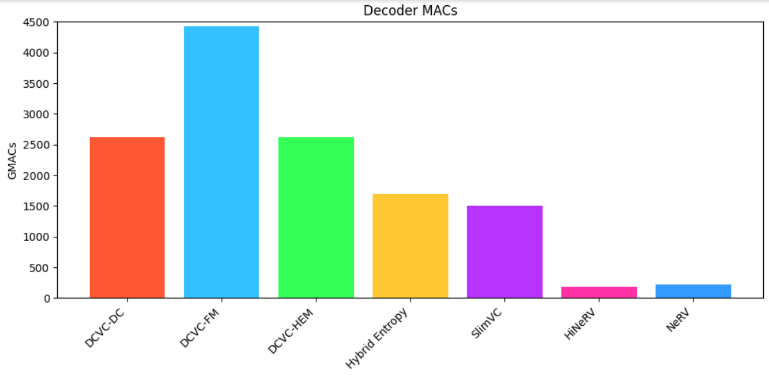 Decoder MACs
GMACs
4500
4000
3500
3000
2500
2000
1500
1000
500
0
DCVC-DC
DCVC-FM
DCVC-HEM
Hybrid Entropy
SlimVC
HiNeRV
NeRV